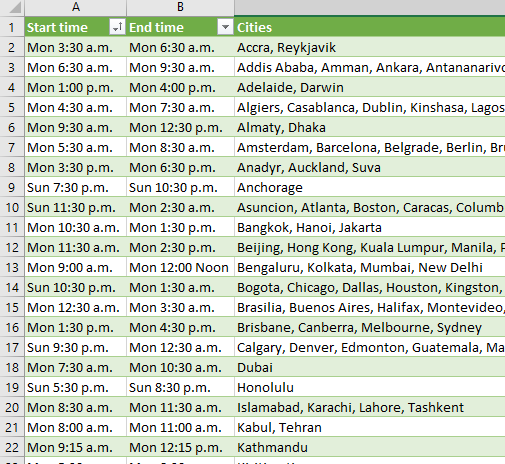 A B
1 Start time End time Cities
2 Mon 3:30 a.m. Mon 6:30 a.m. Accra, Reykjavik
3 Mon 6:30 a.m. Mon 9:30 a.m. Addis Ababa, Amman, Ankara, Antananarivo
4 Mon 1:00 p.m. Mon 4:00 p.m. Adelaide, Darwin
5 Mon 4:30 a.m. Mon 7:30 a.m. Algiers, Casablanca, Dublin, Kinshasa, Lagos
6 Mon 9:30 a.m. Mon 12:30 p.m. Almaty, Dhaka
7 Mon 5:30 a.m. Mon 8:30 a.m. Amsterdam, Barcelona, Belgrade, Berlin, Bru
8 Mon 3:30 p.m. Mon 6:30 p.m. Anadyr, Auckland, Suva
9 Sun 7:30 p.m. Sun 10:30 p.m. Anchorage
10 Sun 11:30 p.m. Mon 2:30 a.m. Asuncion, Atlanta, Boston, Caracas, Columb
11 Mon 10:30 a.m. Mon 1:30 p.m. Bangkok, Hanoi, Jakarta
12 Mon 11:30 a.m. Mon 2:30 p.m. Beijing, Hong Kong, Kuala Lumpur, Manila, P
13 Mon 9:00 a.m. Mon 12:00 Noon Bengaluru, Kolkata, Mumbai, New Delhi
14 Sun 10:30 p.m. Mon 1:30 a.m. Bogota, Chicago, Dallas, Houston, Kingston,
15 Mon 12:30 a.m. Mon 3:30 a.m. Brasilia, Buenos Aires, Halifax, Montevideo,
16 Mon 1:30 p.m. Mon 4:30 p.m. Brisbane, Canberra, Melbourne, Sydney
17 Sun 9:30 p.m. Mon 12:30 a.m. Calgary, Denver, Edmonton, Guatemala, Ma
18 Mon 7:30 a.m. Mon 10:30 a.m. Dubai
19 Sun 5:30 p.m. Sun 8:30 p.m. Honolulu
20 Mon 8:30 a.m. Mon 11:30 a.m. Islamabad, Karachi, Lahore, Tashkent
21 Mon 8:00 a.m. Mon 11:00 a.m. Kabul, Tehran
22 Mon 9:15 a.m. Mon 12:15 p.m. Kathmandu